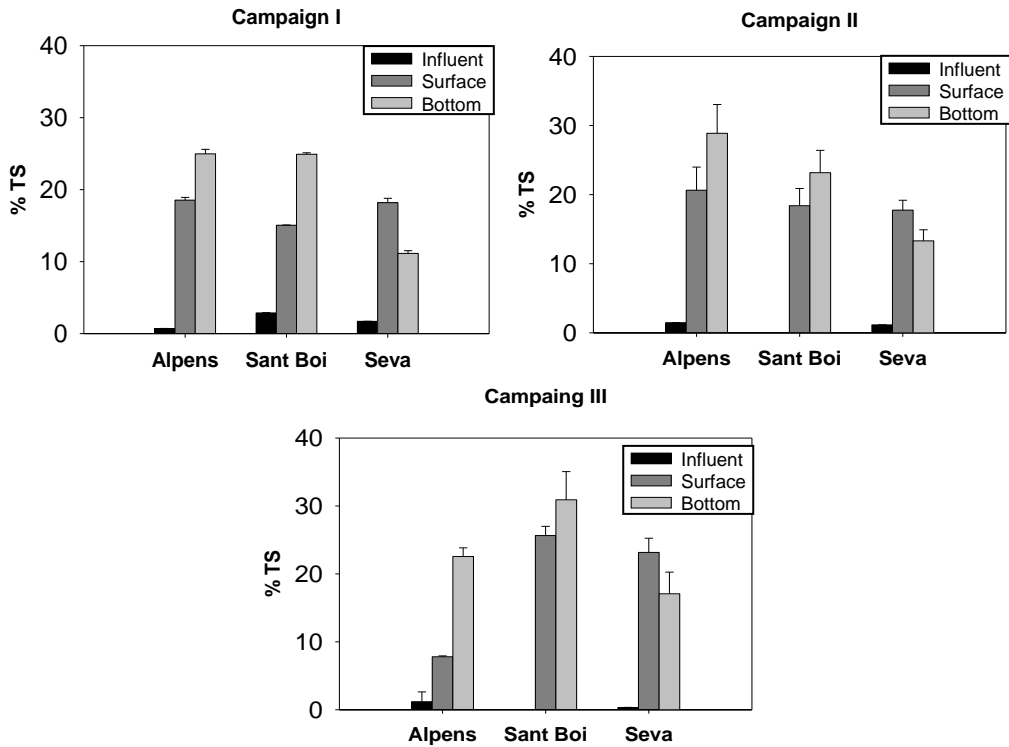 Campaign I
% TS
40
30
20
10
0
Influent
Surface
Bottom
Alpens Sant Boi Seva
Campaign II
% TS
40
30
20
10
0
Influent
Surface
Bottom
Alpens Sant Boi Seva
Campaing III
% TS
40
30
20
10
0
Influent
Surface
Bottom
Alpens Sant Boi Seva